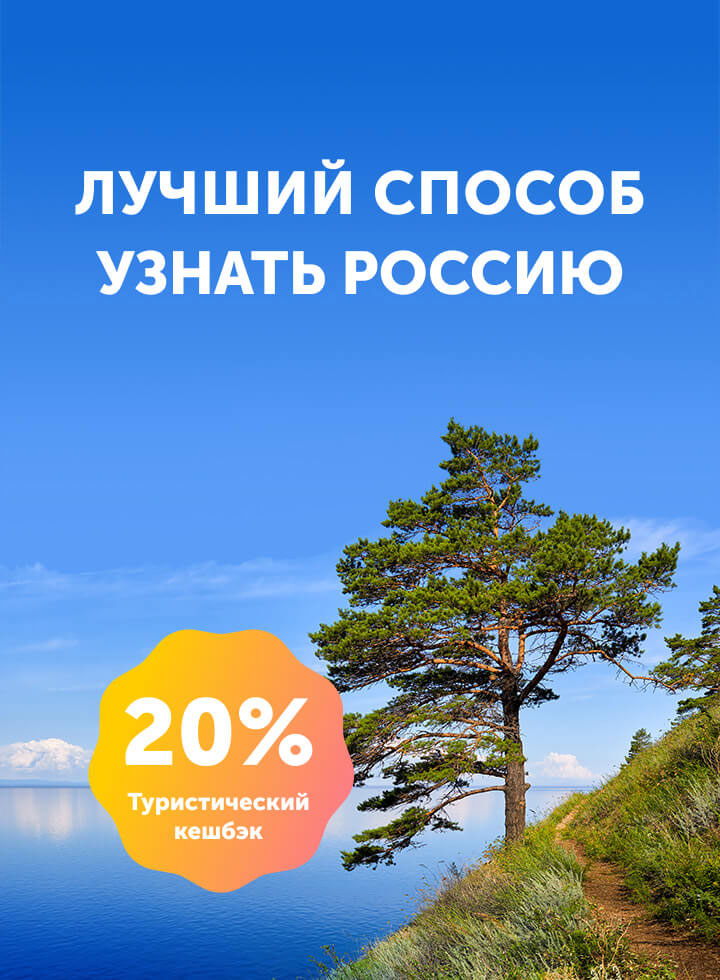 ЛУЧШИЙ СПОСОБ
УЗНАТЬ РОССИЮ
20%
Туристический
кешбэк